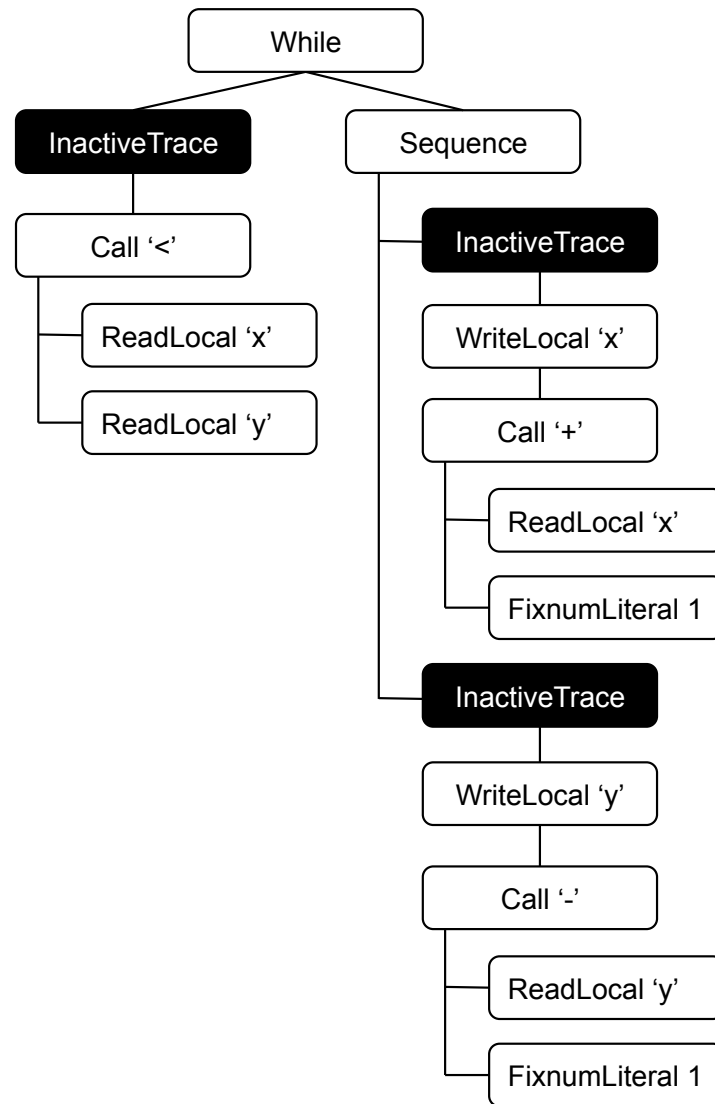 While
InactiveTrace
Call ‘<’
ReadLocal ‘x’
ReadLocal ‘y’
Sequence
InactiveTrace
WriteLocal ‘x’
Call ‘+’
ReadLocal ‘x’
FixnumLiteral 1
InactiveTrace
WriteLocal ‘y’
Call ‘-’
ReadLocal ‘y’
FixnumLiteral 1